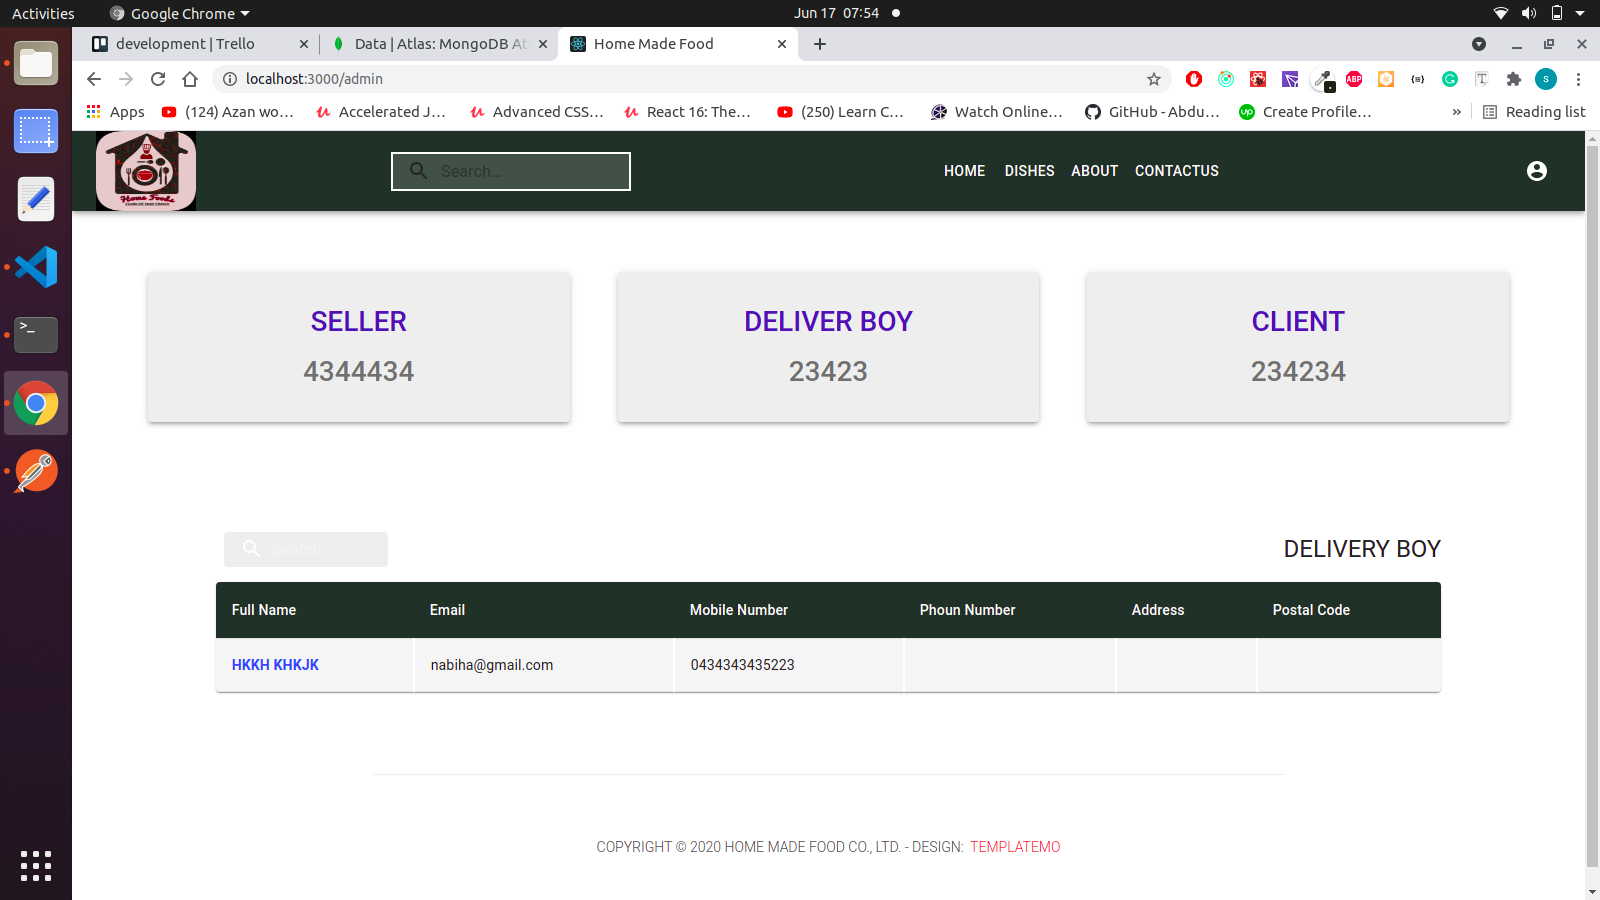 Activities Google Chrome Jun 17 07:54
development | Trello Data | Atlas: MongoDB Atl Home Made Food
localhost:3000/admin
Apps (124) Azan wo... Accelerated J... Advanced CSS... React 16: The... (250) Learn C... Watch Online... GitHub - Abdu... Create Profile... » Reading list
Home Foods
Search... HOME DISHES ABOUT CONTACTUS
SELLER DELIVER BOY CLIENT
4344434 23423 234234
Search... DELIVERY BOY
Full Name Email Mobile Number Phoun Number Address Postal Code
HKKH KHKJK nabiha@gmail.com 0434343435223
COPYRIGHT © 2020 HOME MADE FOOD CO., LTD. - DESIGN: TEMPLATEMO